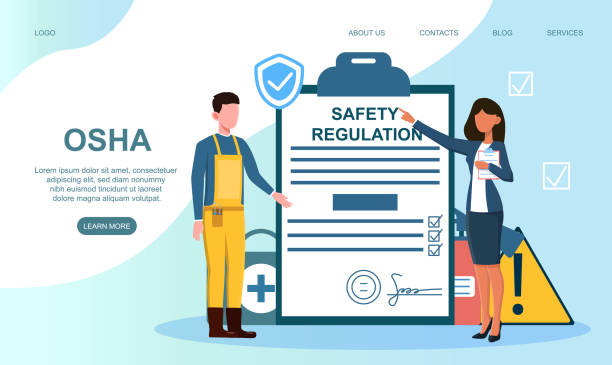 LOGO
ABOUT US
CONTACTS
BLOG
SERVICES
OSHA
Lorem ipsum dolor sit amet, consectetuer
adipiscing elit, sed diam nonummy nibh
euismod tincidunt ut laoreet dolore
magna aliquam erat volutpat.
LEARN MORE
SAFETY
REGULATION